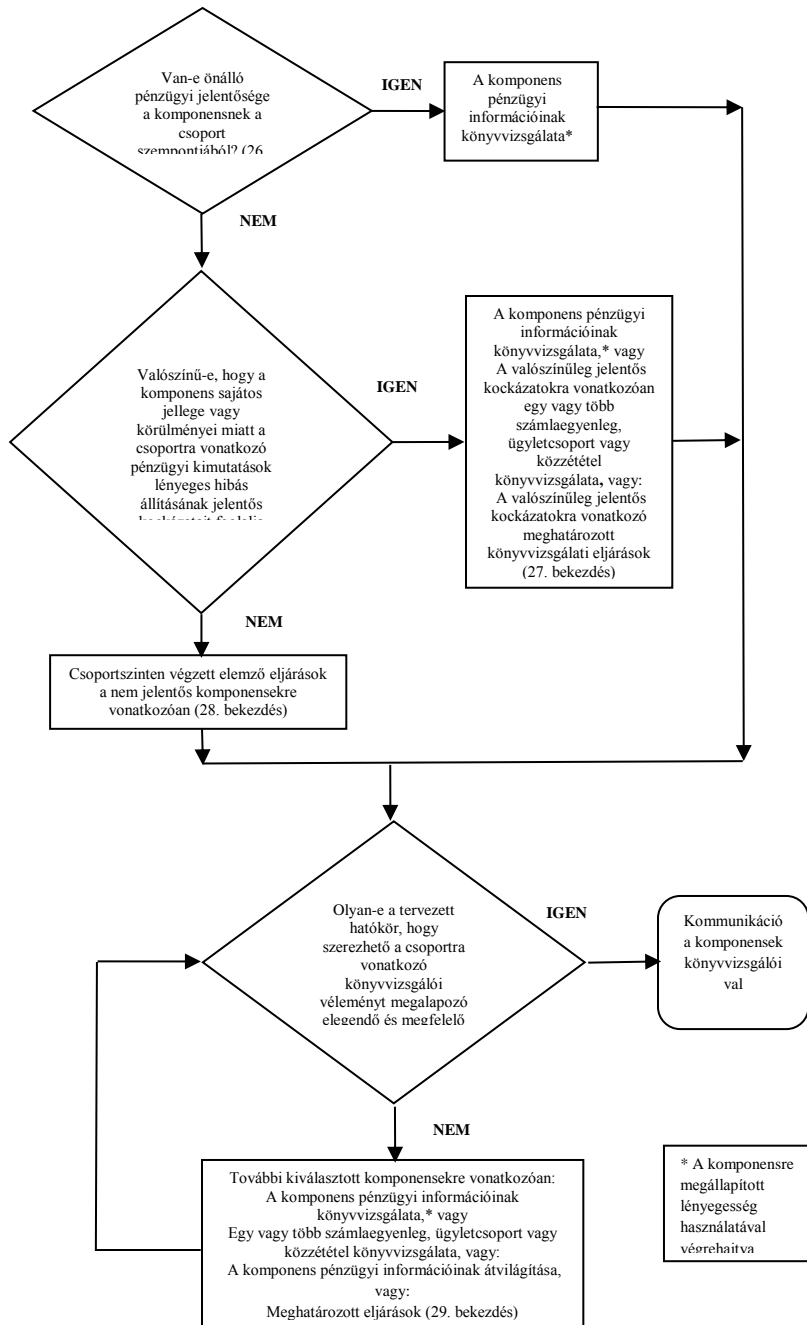 Van-e önálló
pénzügyi jelentősége
a komponensnek a
csoport
szempontjából? (26
IGEN
A komponens
pénzügyi
információinak
könyvvizsgálata*
NEM
Valószínű-e, hogy a
komponens sajátos
jellege vagy
körülményei miatt a
csoportra vonatkozó
pénzügyi kimutatások
lényeges hibás
állításának jelentős
IGEN
A komponens pénzügyi
információinak
könyvvizsgálata,* vagy
A valószínűleg jelentős
kockázatokra vonatkozóan
egy vagy több
számlaegyenleg,
ügyletcsoport vagy
közzététel
könyvvizsgálata, vagy:
A valószínűleg jelentős
kockázatokra vonatkozó
meghatározott
könyvvizsgálati eljárások
(27. bekezdés)
NEM
Csoportszinten végzett elemző eljárások
a nem jelentős komponensekre
vonatkozóan (28. bekezdés)
Olyan-e a tervezett
hatókör, hogy
szerezhető a csoportra
vonatkozó
könyvvizsgálói
véleményt megalapozó
elegendő és megfelelő
IGEN
Kommunikáció
a komponensek
könyvvizsgálói
val
NEM
További kiválasztott komponensekre vonatkozóan:
A komponens pénzügyi információinak
könyvvizsgálata,* vagy
Egy vagy több számlaegyenleg, ügyletcsoport vagy
közzététel könyvvizsgálata, vagy:
A komponens pénzügyi információinak átvilágítása,
vagy:
Meghatározott eljárások (29. bekezdés)
* A komponensre
megállapított
lényegesség
használatával
végrehajtva